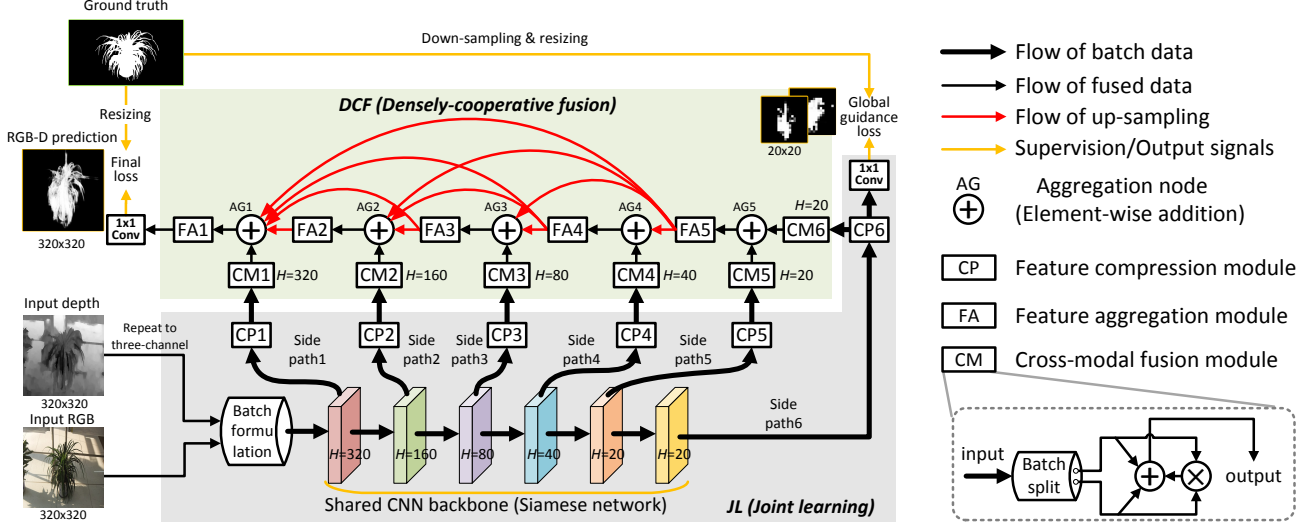 Ground truth
Down-sampling & resizing
Resizing
RGB-D prediction
320x320
Final
loss
DCF (Densely-cooperative fusion)
20x20
Global
guidance
loss
1x1
Conv
1x1
Conv
FA1
AG1
FA2
AG2
FA3
AG3
FA4
AG4
FA5
AG5
H=20
CM6
CP6
CM1
H=320
CM2
H=160
CM3
H=80
CM4
H=40
CM5
H=20
CP1
CP2
CP3
CP4
CP5
Side
path1
Side
path2
Side
path3
Side
path4
Side
path5
Side
path6
Input depth
320x320
Repeat to
three-channel
Input RGB
320x320
Batch
formu
lation
H=320
H=160
H=80
H=40
H=20
H=20
Shared CNN backbone (Siamese network)
JL (Joint learning)
Flow of batch data
Flow of fused data
Flow of up-sampling
Supervision/Output signals
AG
Aggregation node
(Element-wise addition)
CP
Feature compression module
FA
Feature aggregation module
CM
Cross-modal fusion module
input
Batch
split
output